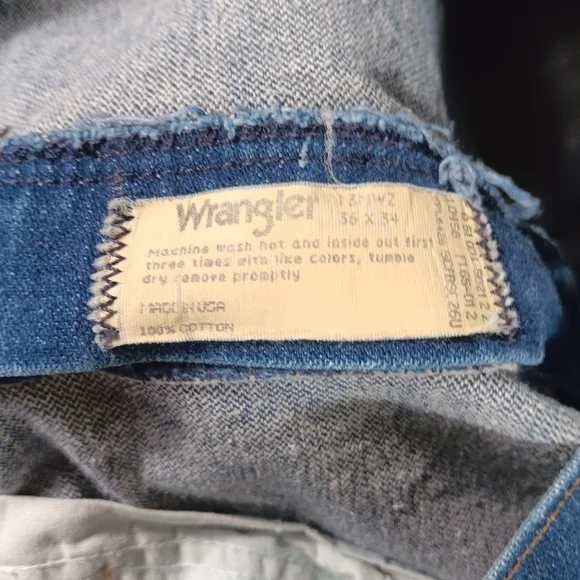 Wrangler
13MWZ
36 X 34
Machine wash hot and inside out first
three times with like colors, tumble
dry remove promptly
MADE IN USA
100% COTTON